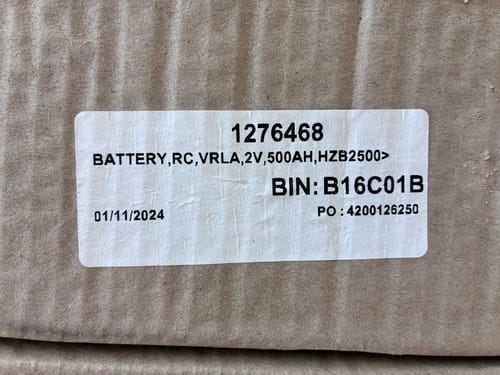 1276468
BATTERY,RC,VRLA,2V,500AH,HZB2500>
BIN: B16C01B
01/11/2024 PO : 4200126250